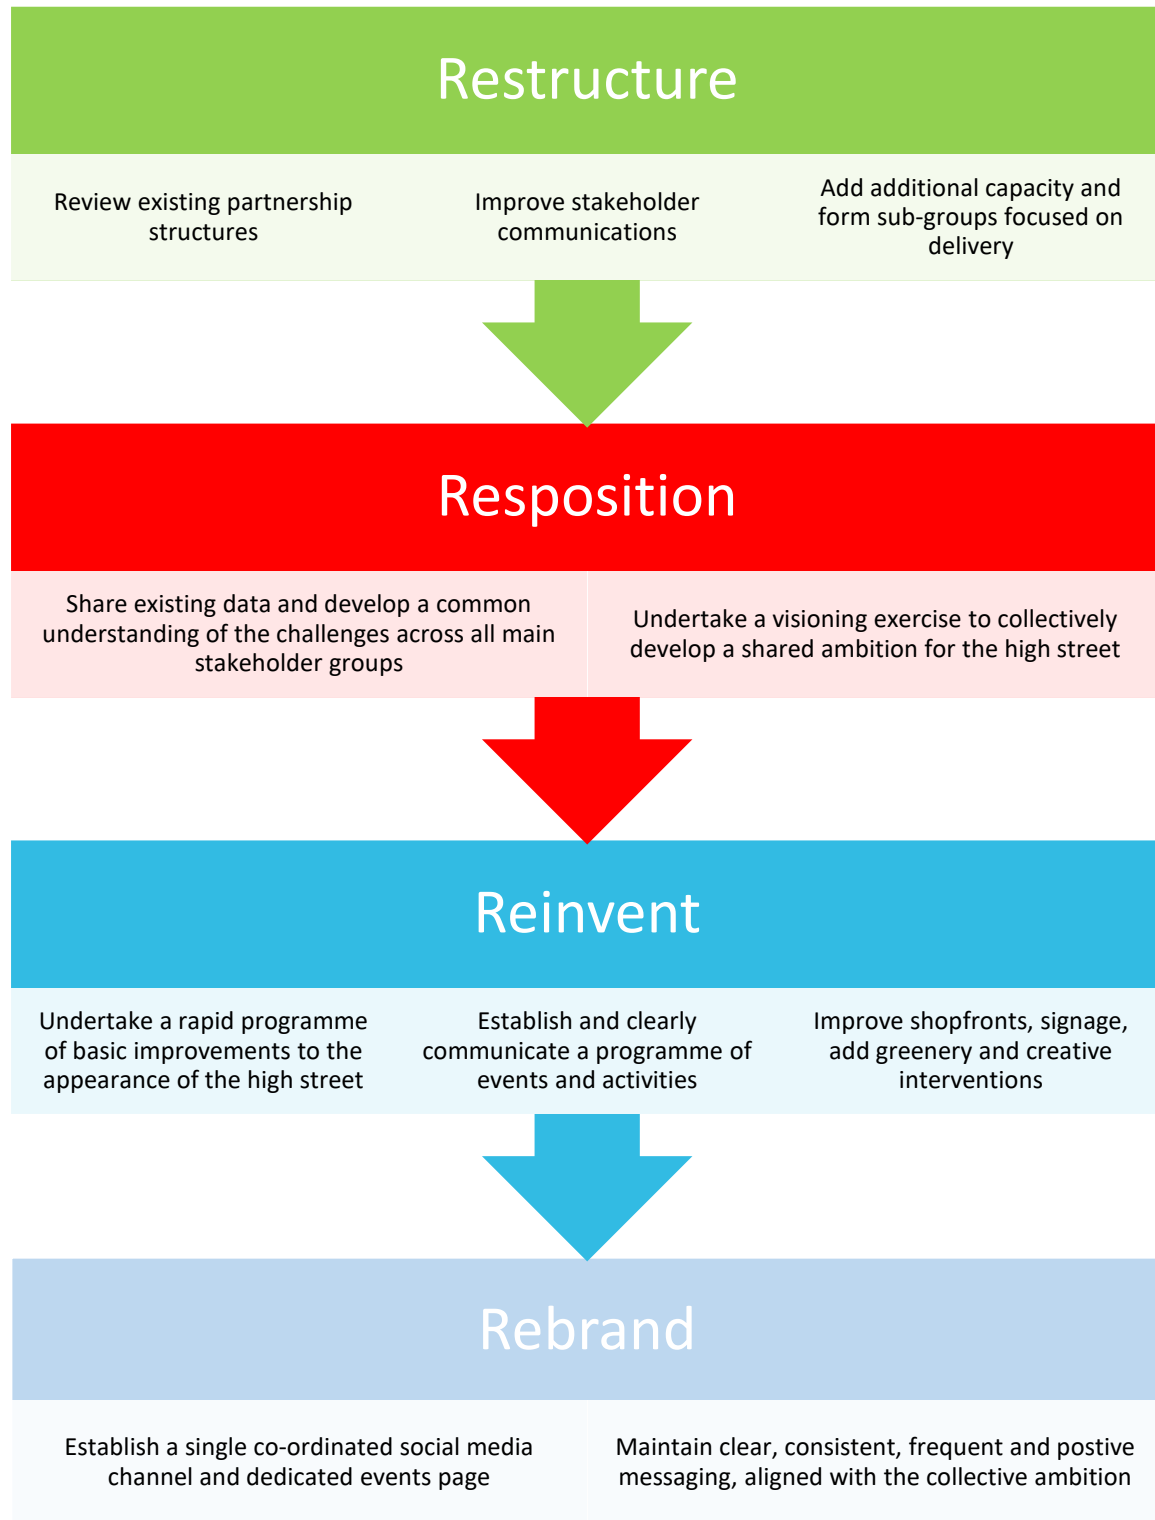 Restructure
Review existing partnership
structures
Improve stakeholder
communications
Add additional capacity and
form sub-groups focused on
delivery
Resposition
Share existing data and develop a common
understanding of the challenges across all main
stakeholder groups
Undertake a visioning exercise to collectively
develop a shared ambition for the high street
Reinvent
Undertake a rapid programme
of basic improvements to the
appearance of the high street
Establish and clearly
communicate a programme of
events and activities
Improve shopfronts, signage,
add greenery and creative
interventions
Rebrand
Establish a single co-ordinated social media
channel and dedicated events page
Maintain clear, consistent, frequent and postive
messaging, aligned with the collective ambition